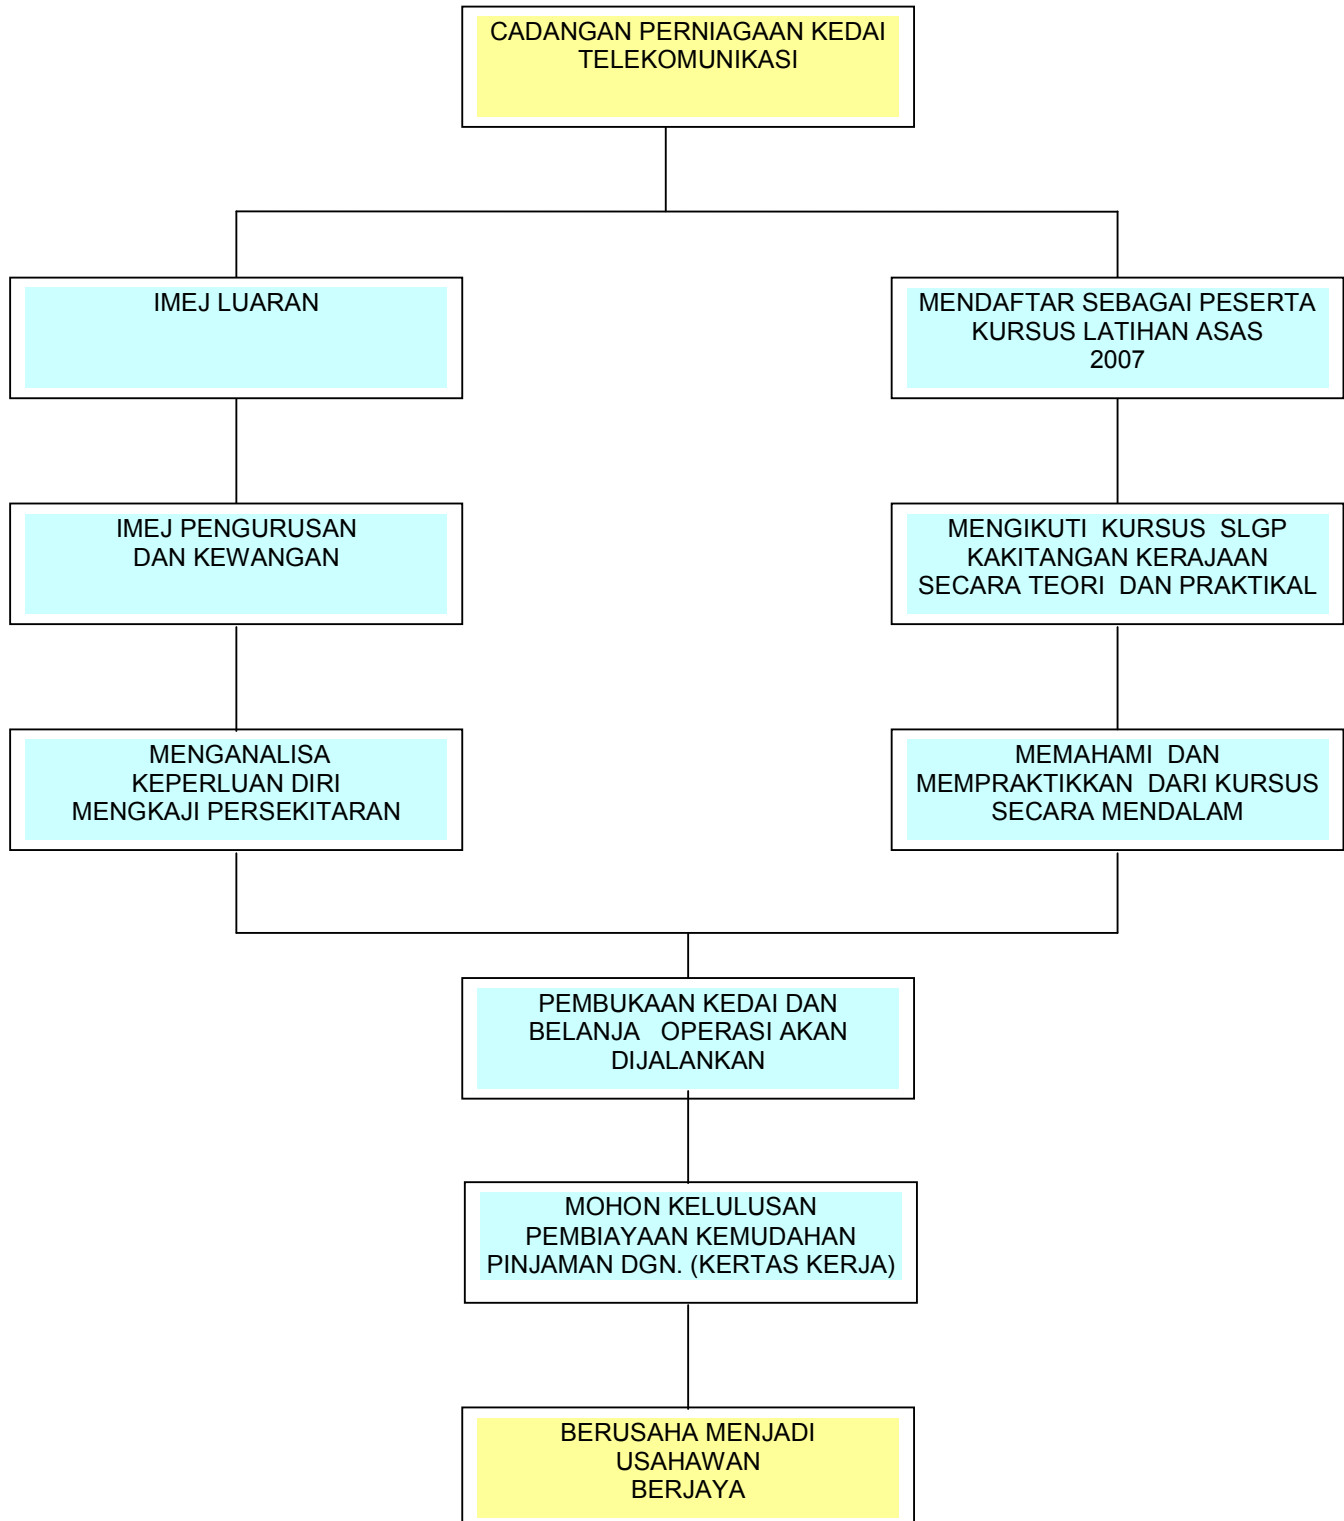 CADANGAN PERNIAGAAN KEDAI
TELEKOMUNIKASI
IMEJ LUARAN
MENDAFTAR SEBAGAI PESERTA
KURSUS LATIHAN ASAS
2007
IMEJ PENGURUSAN
DAN KEWANGAN
MENGIKUTI KURSUS SLGP
KAKITANGAN KERAJAAN
SECARA TEORI DAN PRAKTIKAL
MENGANALISA
KEPERLUAN DIRI
MENGKAJI PERSEKITARAN
MEMAHAMI DAN
MEMPRAKTIKKAN DARI KURSUS
SECARA MENDALAM
PEMBUKAAN KEDAI DAN
BELANJA OPERASI AKAN
DIJALANKAN
MOHON KELULUSAN
PEMBIAYAAN KEMUDAHAN
PINJAMAN DGN. (KERTAS KERJA)
BERUSAHA MENJADI
USAHAWAN
BERJAYA